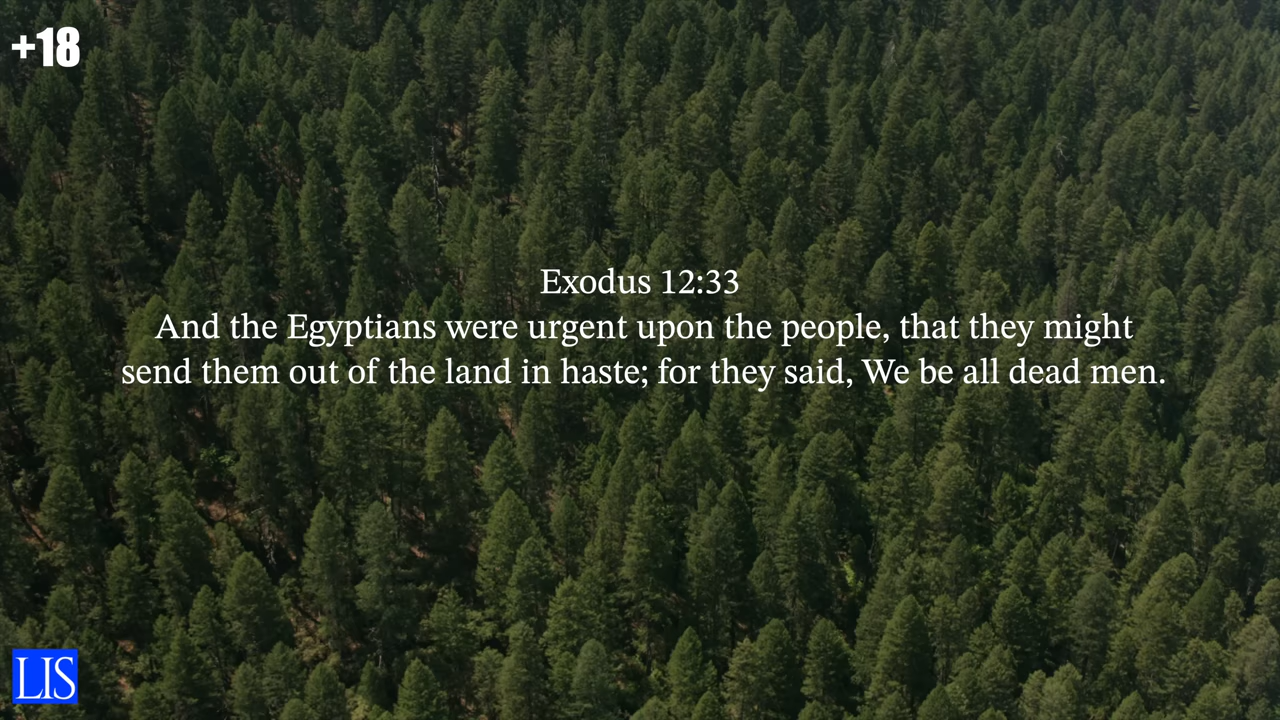 +18
Exodus 12:33
And the Egyptians were urgent upon the people, that they might
send them out of the land in haste; for they said, We be all dead men.
LIS